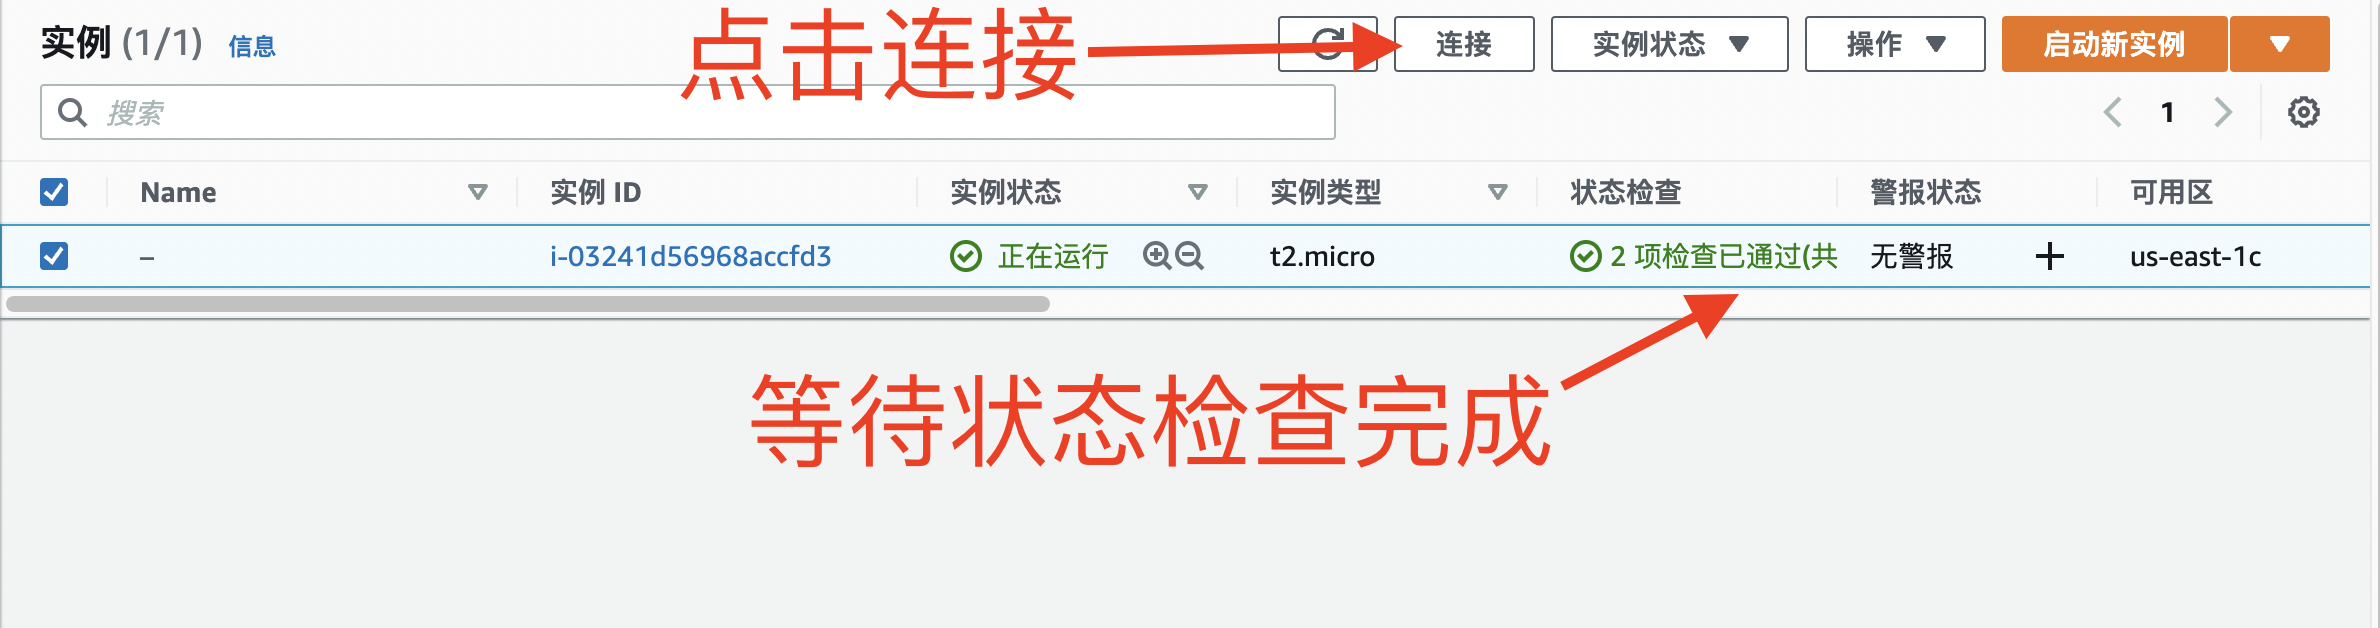 实例 (1/1) 信息
点击连接
连接
实例状态
操作
启动新实例
搜索
1
Name 实例 ID 实例状态 实例类型 状态检查 警报状态 可用区
– i-03241d56968accfd3 正在运行 t2.micro 2 项检查已通过(共 无警报 us-east-1c
等待状态检查完成